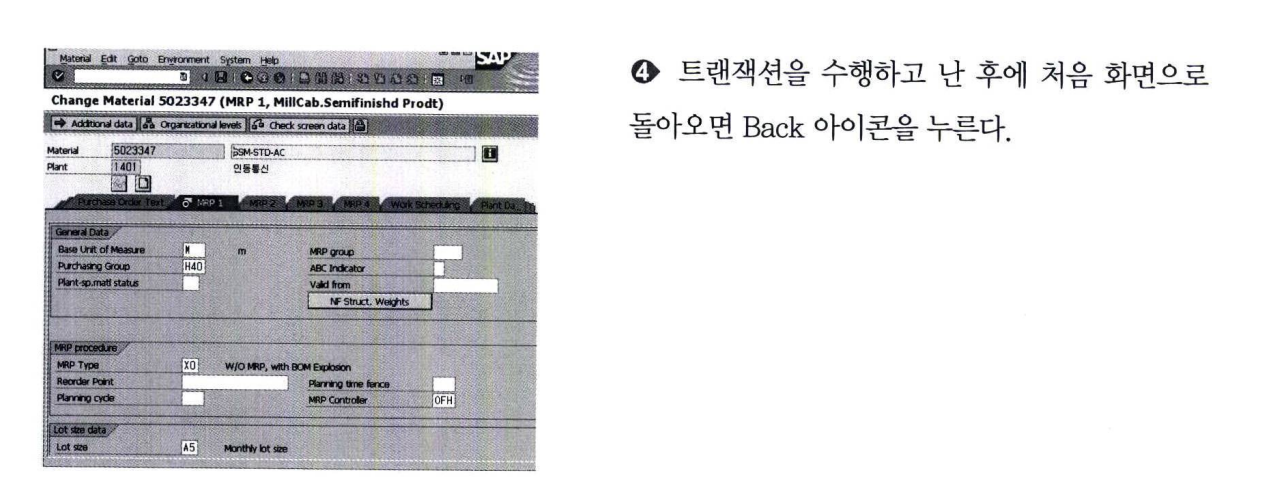 Material Edit Goto Environment System Help
SAP
Change Material 5023347 (MRP 1, MillCab.Semifinishd Prodt)
Additional data Organizational levels Check screen data
Material 5023347 pSM-STD-AC
Plant 1401 인동통신
Purchase Order Text MRP 1 MRP 2 MRP 3 MRP 4 Work Scheduling Plant Da...
General Data
Base Unit of Measure M m MRP group
Purchasing Group H40 ABC Indicator
Plant-sp.matl status Valid from
NF Struct. Weights
MRP procedure
MRP Type X0 W/O MRP, with BOM Explosion
Reorder Point Planning time fence
Planning cycle MRP Controller OFH
Lot size data
Lot size A5 Monthly lot size
❹ 트랜잭션을 수행하고 난 후에 처음 화면으로
돌아오면 Back 아이콘을 누른다.